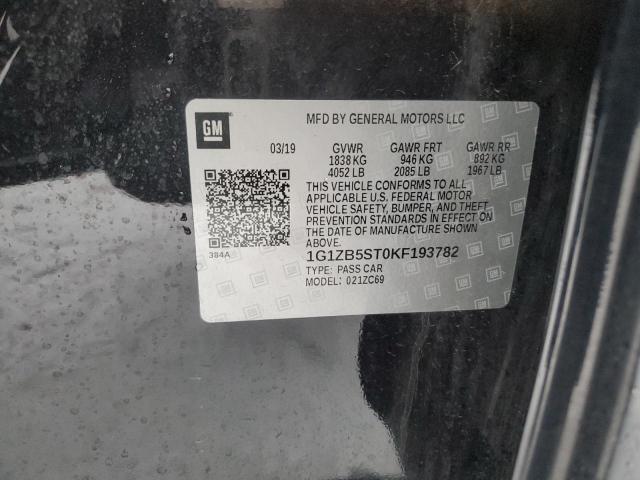 GM
MFD BY GENERAL MOTORS LLC
03/19 GVWR GAWR FRT GAWR RR
1838 KG 946 KG 892 KG
4052 LB 2085 LB 1967 LB
THIS VEHICLE CONFORMS TO ALL
APPLICABLE U.S. FEDERAL MOTOR
VEHICLE SAFETY, BUMPER, AND THEFT
PREVENTION STANDARDS IN EFFECT ON
THE DATE OF MANUFACTURE SHOWN
ABOVE.
384A
1G1ZB5ST0KF193782
TYPE: PASS CAR
MODEL: 021ZC69